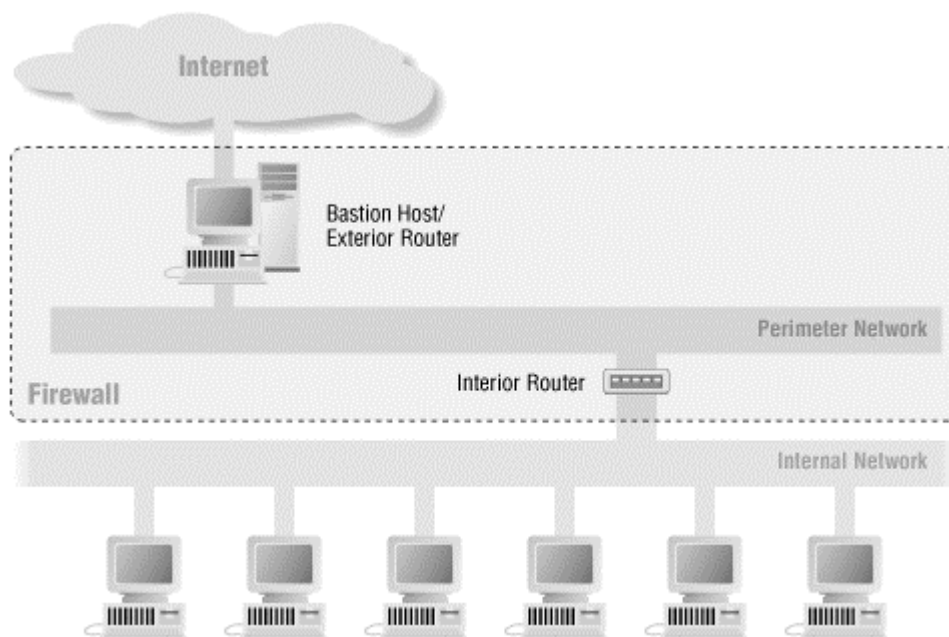 Internet
Bastion Host/
Exterior Router
Perimeter Network
Interior Router
Firewall
Internal Network